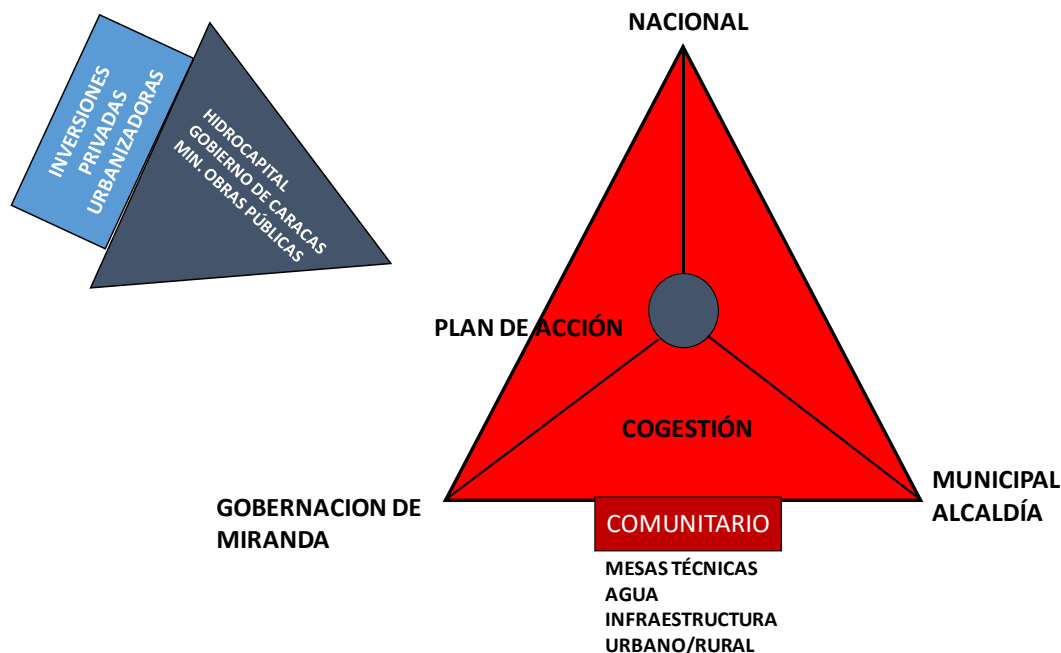 NACIONAL
INVERSIONES
PRIVADAS
URBANIZADORAS
HIDROCAPITAL
GOBIERNO DE CARACAS
MIN. OBRAS PÚBLICAS
PLAN DE ACCIÓN
COGESTIÓN
GOBERNACION DE
MIRANDA
MUNICIPAL
ALCALDÍA
COMUNITARIO
MESAS TÉCNICAS
AGUA
INFRAESTRUCTURA
URBANO/RURAL